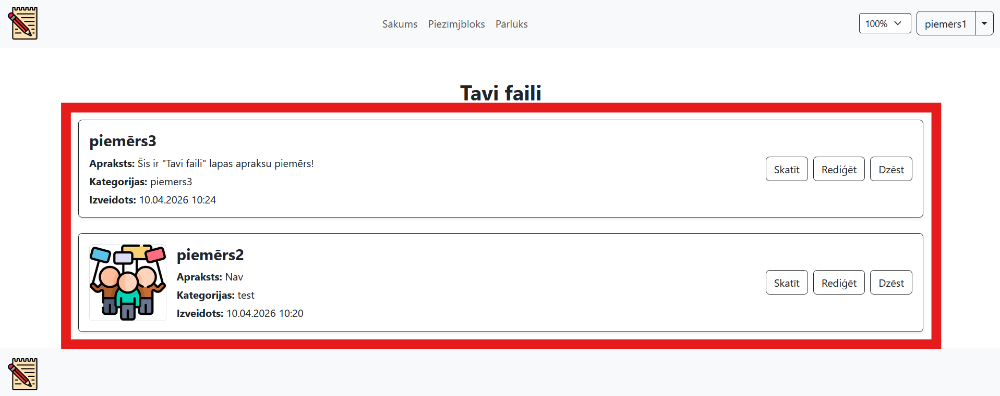 Sākums Piezīmjbloks Pārlūks 100% piemērs1
Tavi faili
piemērs3
Apraksts: Šis ir "Tavi faili" lapas apraksu piemērs!
Kategorijas: piemers3
Izveidots: 10.04.2026 10:24
Skatīt Rediģēt Dzēst
piemērs2
Apraksts: Nav
Kategorijas: test
Izveidots: 10.04.2026 10:20
Skatīt Rediģēt Dzēst